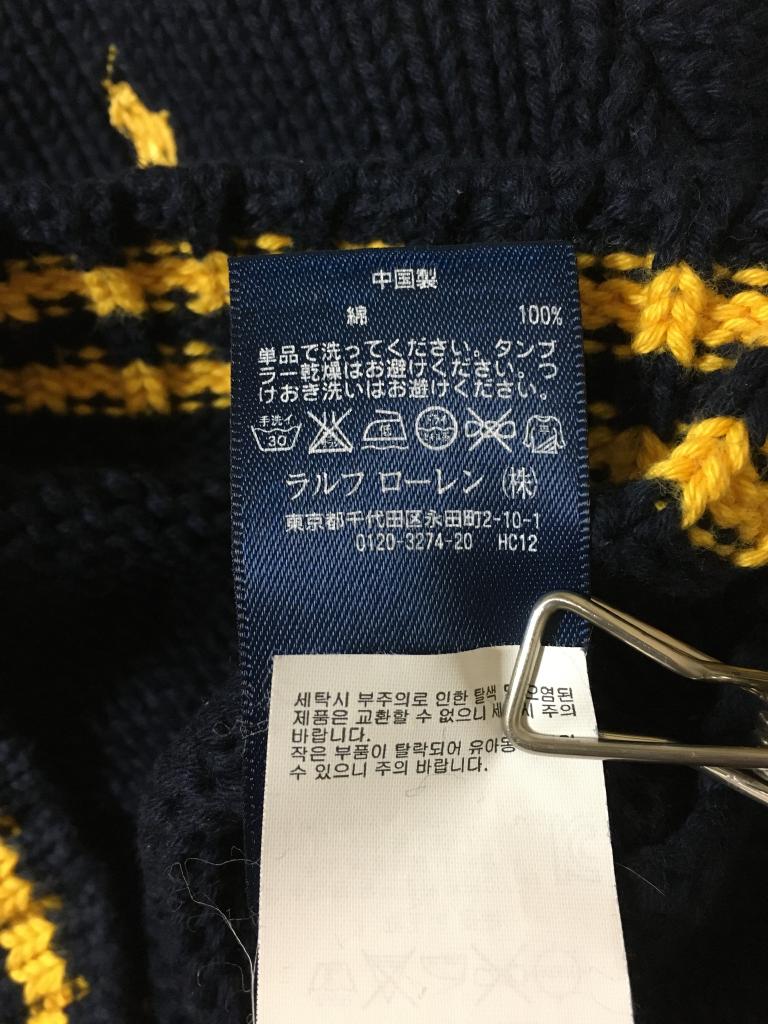 中国製
綿 100%
単品で洗ってください。タンブ
ラー乾燥はお避けください。つ
けおき洗いはお避けください。
手洗イ 30 低
ラルフ ローレン (株)
東京都千代田区永田町2-10-1
0120-3274-20 HC12
세탁시 부주의로 인한 탈색 오염된
제품은 교환할 수 없으니 주의
바랍니다.
작은 부품이 탈락되어
수 있으니 주의 바랍니다.